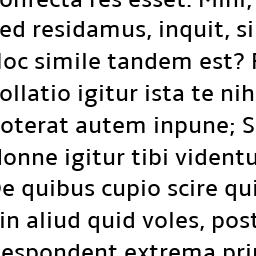 onfecta res esset. Mihi,
ed residamus, inquit, si
loc simile tandem est?
ollatio igitur ista te nih
oterat autem inpune; S
lonne igitur tibi videntu
e quibus cupio scire qui
in aliud quid voles, post
espondent extrema pri